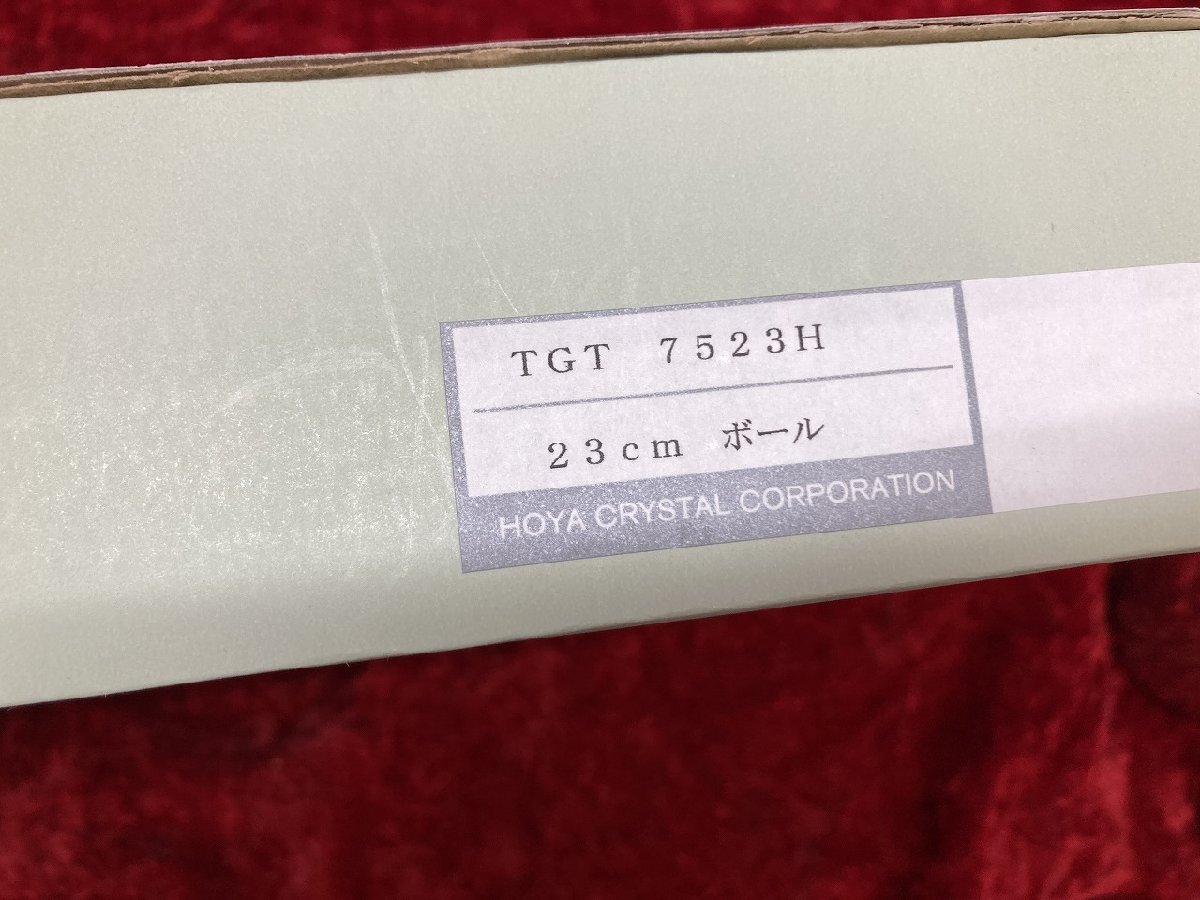 TGT 7523H
23cm ボール
HOYA CRYSTAL CORPORATION